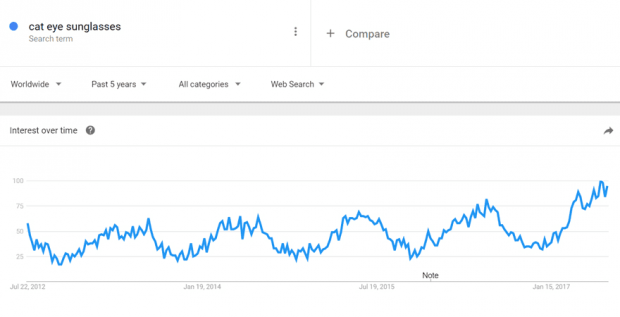 cat eye sunglasses
Search term
+ Compare
Worldwide Past 5 years All categories Web Search
Interest over time ?
100
75
50
25
Note
Jul 22, 2012 Jan 19, 2014 Jul 19, 2015 Jan 15, 2017